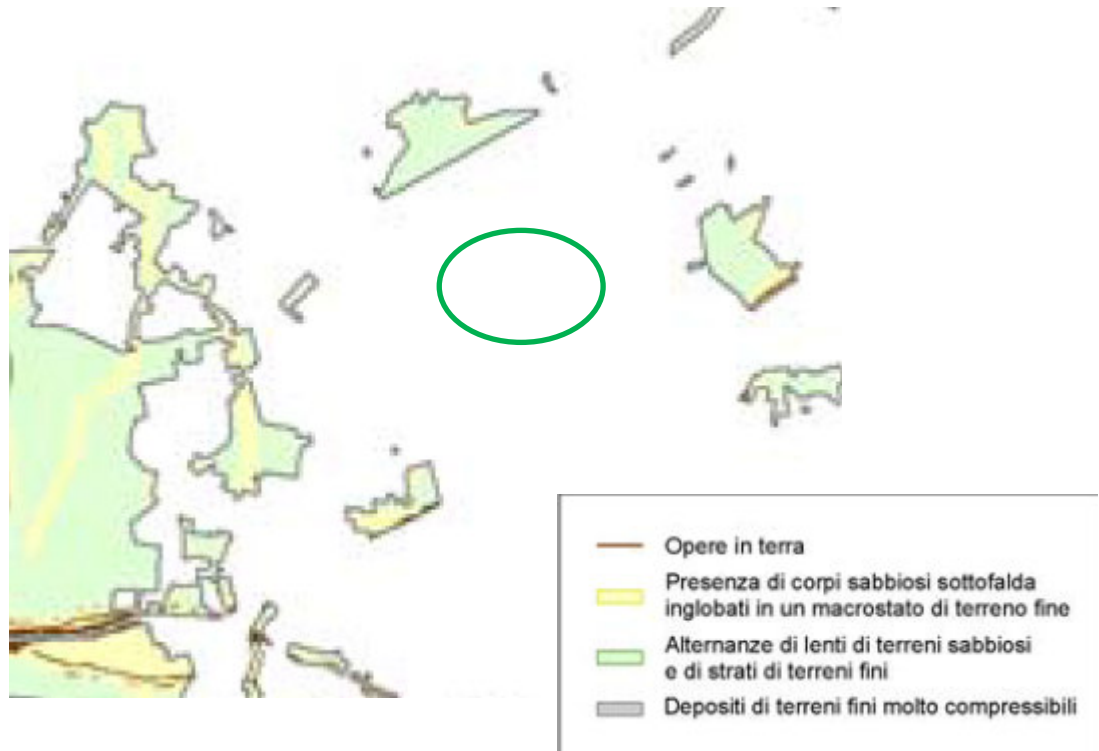 Opere in terra
Presenza di corpi sabbiosi sottofalda
inglobati in un macrostato di terreno fine
Alternanze di lenti di terreni sabbiosi
e di strati di terreni fini
Depositi di terreni fini molto compressibili